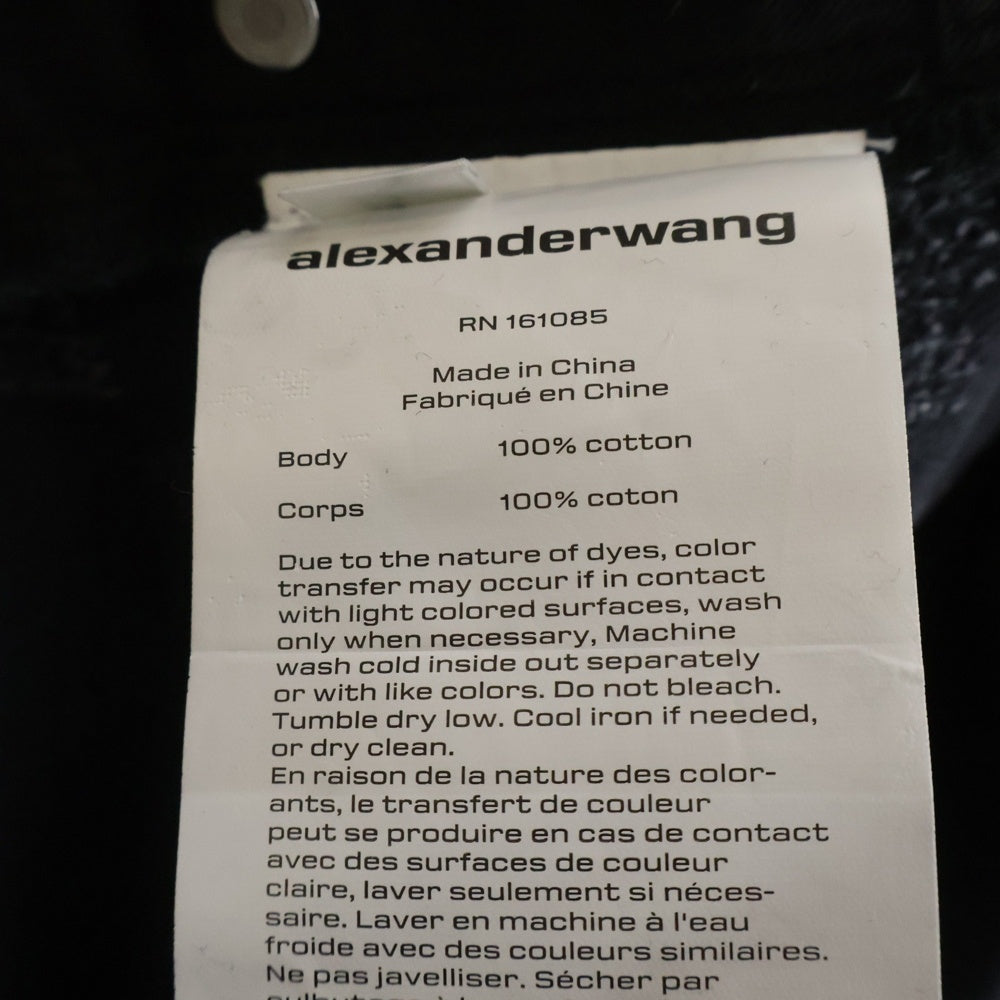 alexanderwang
RN 161085
Made in China
Fabriqué en Chine
Body 100% cotton
Corps 100% coton
Due to the nature of dyes, color
transfer may occur if in contact
with light colored surfaces, wash
only when necessary, Machine
wash cold inside out separately
or with like colors. Do not bleach.
Tumble dry low. Cool iron if needed,
or dry clean.
En raison de la nature des color-
ants, le transfert de couleur
peut se produire en cas de contact
avec des surfaces de couleur
claire, laver seulement si néces-
saire. Laver en machine à l'eau
froide avec des couleurs similaires.
Ne pas javelliser. Sécher par